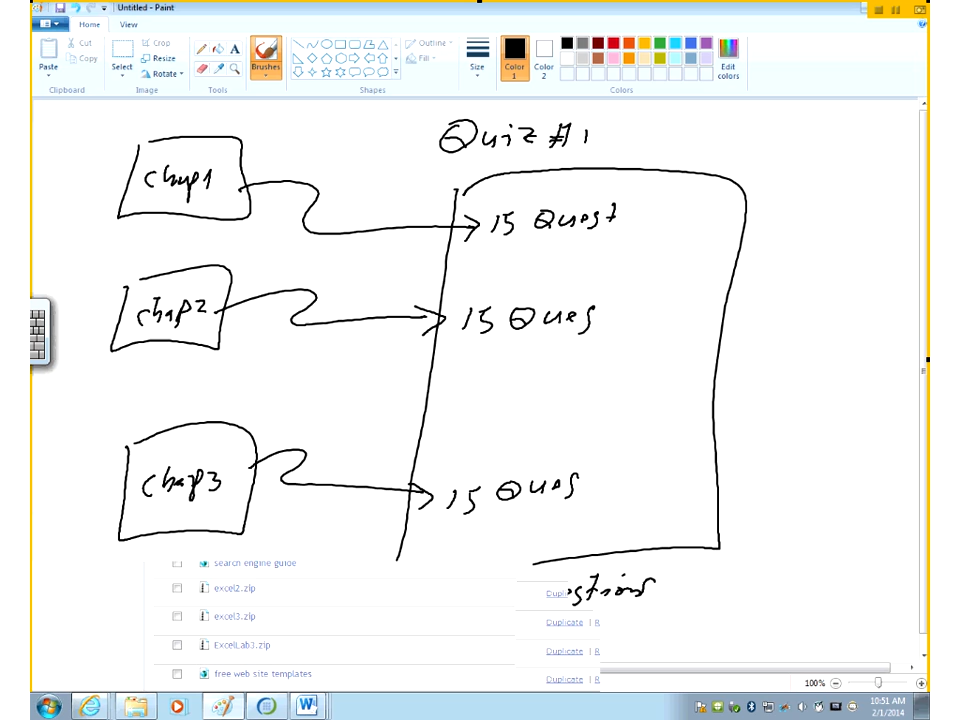 Untitled - Paint
Home View
Paste
Cut
Copy
Clipboard
Select
Crop
Resize
Rotate
Image
Tools
Brushes
Shapes
Outline
Fill
Size
Color 1
Color 2
Edit colors
Colors
Quiz #1
chap1
15 Quest
chap2
15 Ques
chap3
15 Ques
search engine guide
excel2.zip
Dupli
estions
excel3.zip
Duplicate | R
ExcelLab3.zip
Duplicate | R
free web site templates
Duplicate | R
100%
10:51 AM
2/1/2014